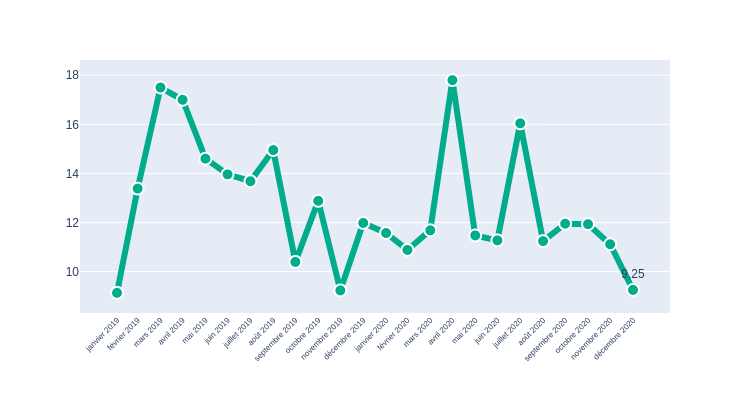 18
16
14
12
10
9.25
janvier 2019
février 2019
mars 2019
avril 2019
mai 2019
juin 2019
juillet 2019
août 2019
septembre 2019
octobre 2019
novembre 2019
décembre 2019
janvier 2020
février 2020
mars 2020
avril 2020
mai 2020
juin 2020
juillet 2020
août 2020
septembre 2020
octobre 2020
novembre 2020
décembre 2020